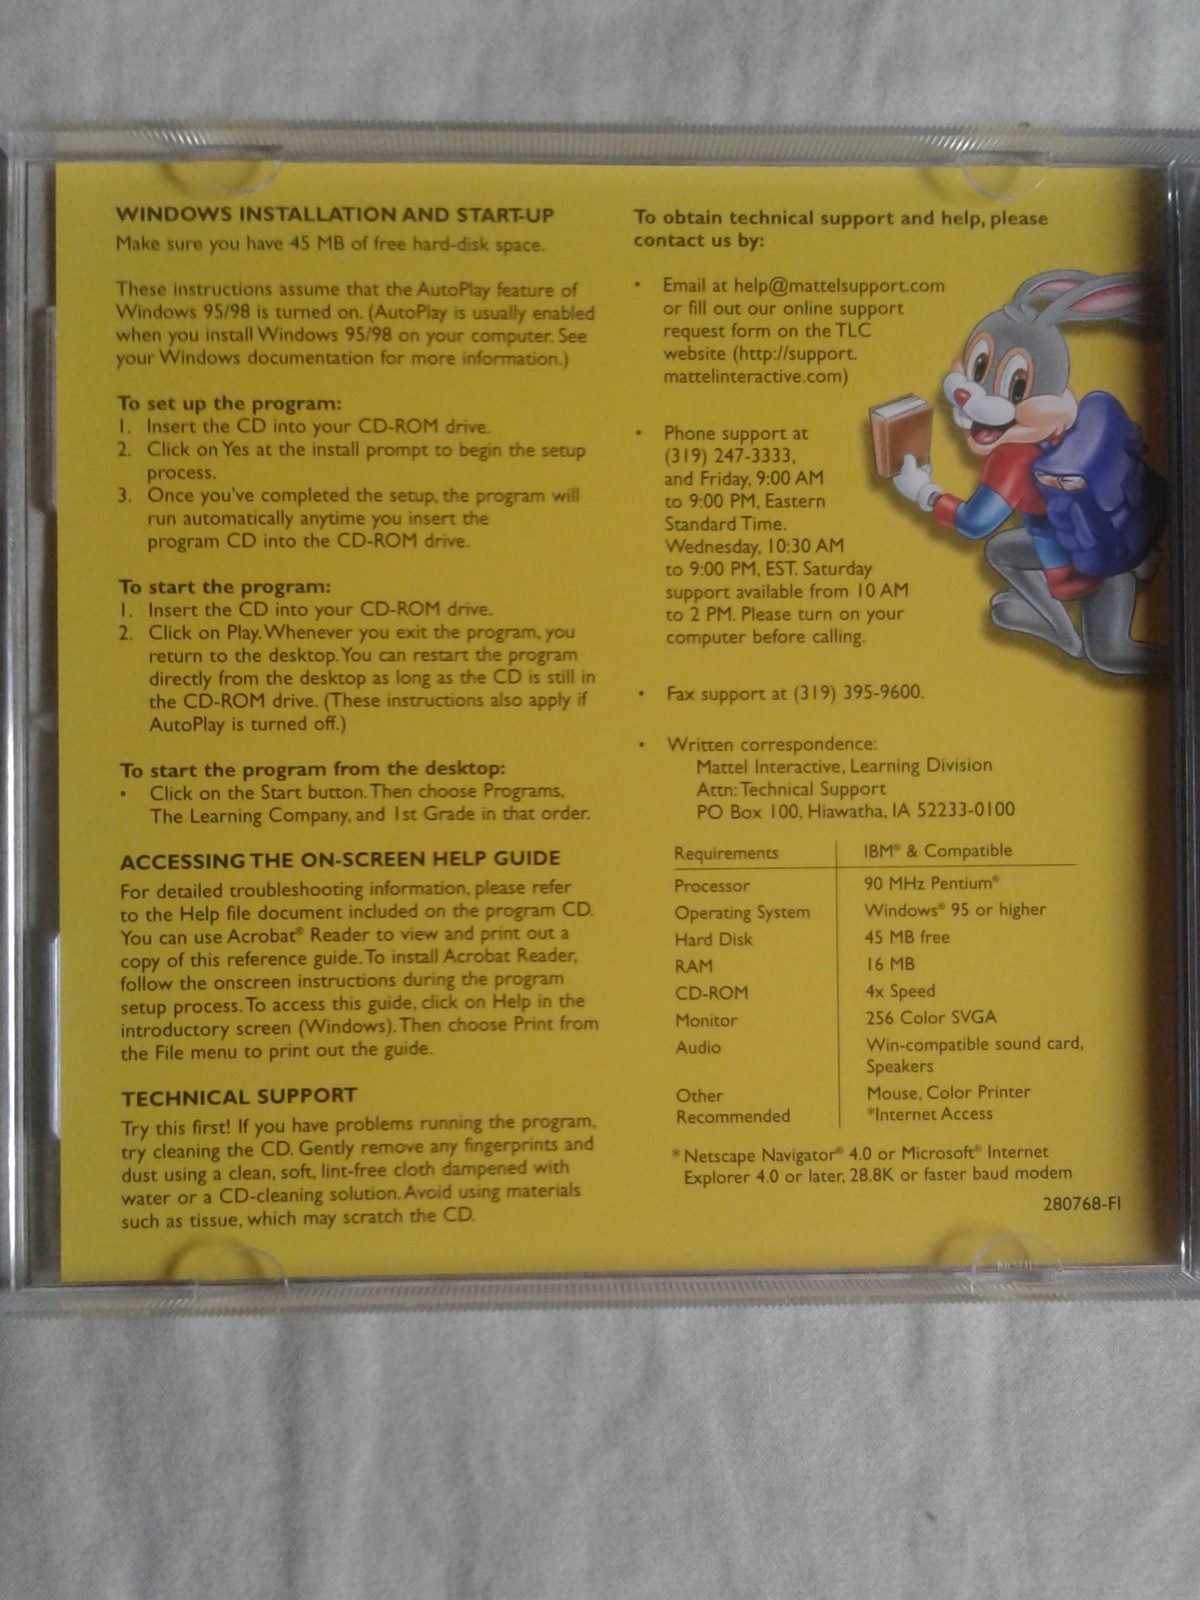 WINDOWS INSTALLATION AND START-UP
Make sure you have 45 MB of free hard-disk space.
These instructions assume that the AutoPlay feature of
Windows 95/98 is turned on. (AutoPlay is usually enabled
when you install Windows 95/98 on your computer. See
your Windows documentation for more information.)
To set up the program:
1. Insert the CD into your CD-ROM drive.
2. Click on Yes at the install prompt to begin the setup
process.
3. Once you've completed the setup, the program will
run automatically anytime you insert the
program CD into the CD-ROM drive.
To start the program:
1. Insert the CD into your CD-ROM drive.
2. Click on Play. Whenever you exit the program, you
return to the desktop. You can restart the program
directly from the desktop as long as the CD is still in
the CD-ROM drive. (These instructions also apply if
AutoPlay is turned off.)
To start the program from the desktop:
• Click on the Start button. Then choose Programs,
The Learning Company, and 1st Grade in that order.
ACCESSING THE ON-SCREEN HELP GUIDE
For detailed troubleshooting information, please refer
to the Help file document included on the program CD.
You can use Acrobat® Reader to view and print out a
copy of this reference guide. To install Acrobat Reader,
follow the onscreen instructions during the program
setup process. To access this guide, click on Help in the
introductory screen (Windows). Then choose Print from
the File menu to print out the guide.
TECHNICAL SUPPORT
Try this first! If you have problems running the program,
try cleaning the CD. Gently remove any fingerprints and
dust using a clean, soft, lint-free cloth dampened with
water or a CD-cleaning solution. Avoid using materials
such as tissue, which may scratch the CD.
To obtain technical support and help, please
contact us by:
• Email at help@mattelsupport.com
or fill out our online support
request form on the TLC
website (http://support.
mattelinteractive.com)
• Phone support at
(319) 247-3333,
and Friday, 9:00 AM
to 9:00 PM, Eastern
Standard Time.
Wednesday, 10:30 AM
to 9:00 PM, EST. Saturday
support available from 10 AM
to 2 PM. Please turn on your
computer before calling.
• Fax support at (319) 395-9600.
• Written correspondence:
Mattel Interactive, Learning Division
Attn: Technical Support
PO Box 100, Hiawatha, IA 52233-0100
Requirements IBM® & Compatible
Processor 90 MHz Pentium®
Operating System Windows® 95 or higher
Hard Disk 45 MB free
RAM 16 MB
CD-ROM 4x Speed
Monitor 256 Color SVGA
Audio Win-compatible sound card,
Speakers
Other Mouse, Color Printer
Recommended *Internet Access
* Netscape Navigator® 4.0 or Microsoft® Internet
Explorer 4.0 or later, 28.8K or faster baud modem
280768-FI